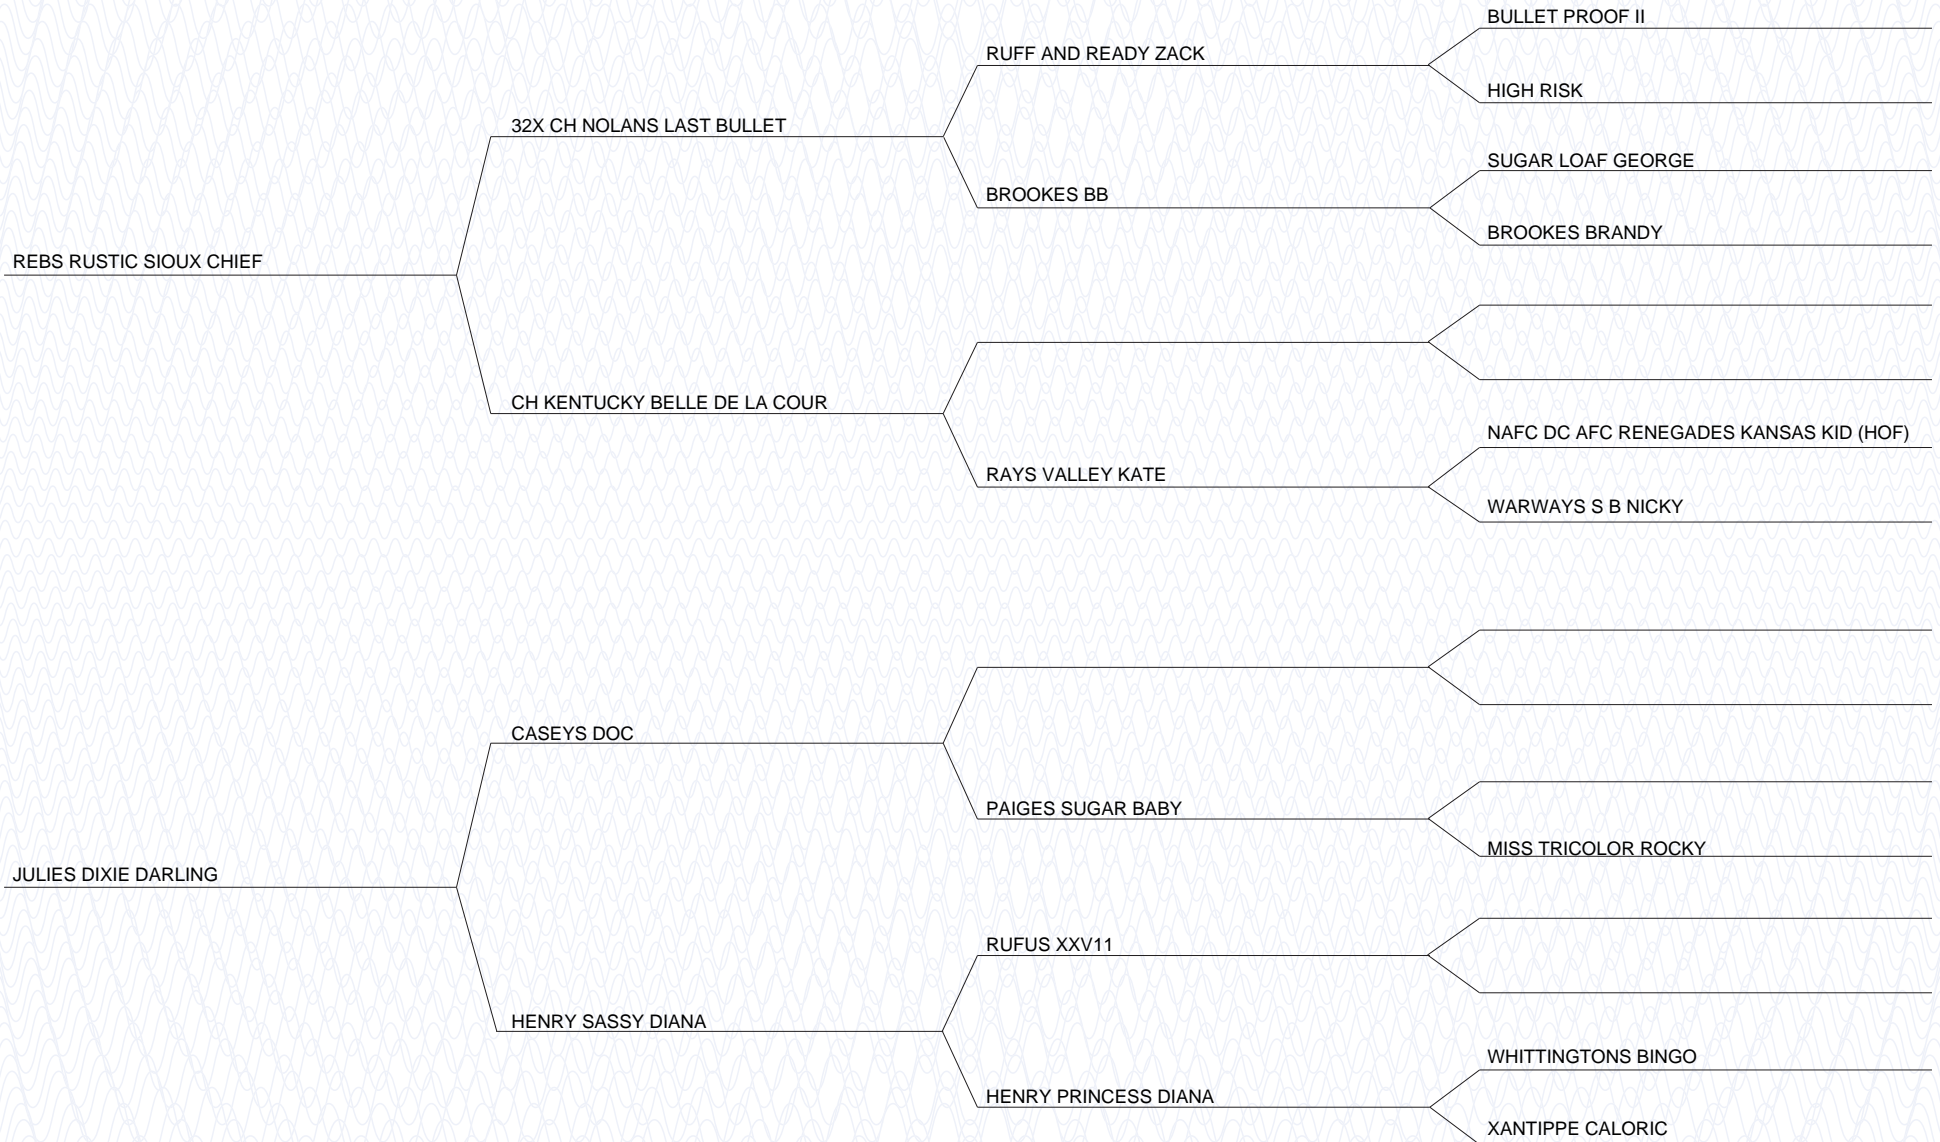 BULLET PROOF II
RUFF AND READY ZACK
HIGH RISK
32X CH NOLANS LAST BULLET
SUGAR LOAF GEORGE
BROOKES BB
BROOKES BRANDY
REBS RUSTIC SIOUX CHIEF
CH KENTUCKY BELLE DE LA COUR
NAFC DC AFC RENEGADES KANSAS KID (HOF)
RAYS VALLEY KATE
WARWAYS S B NICKY
CASEYS DOC
PAIGES SUGAR BABY
MISS TRICOLOR ROCKY
JULIES DIXIE DARLING
RUFUS XXV11
HENRY SASSY DIANA
WHITTINGTONS BINGO
HENRY PRINCESS DIANA
XANTIPPE CALORIC